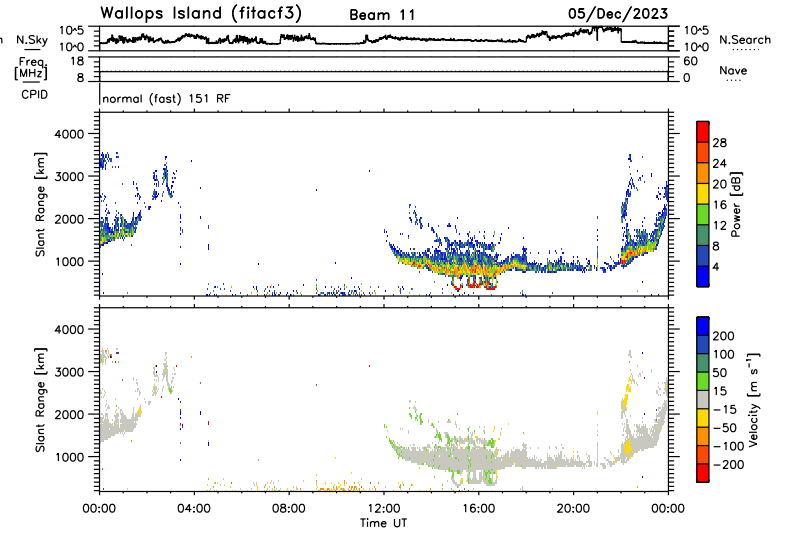 Wallops Island (fitacf3) Beam 11 05/Dec/2023
N.Sky 10^5 10^0 10^5 10^0 N.Search
Freq. [MHz] 18 8 60 0 Nave
CPID normal (fast) 151 RF
Slant Range [km] 4000 3000 2000 1000
28 24 20 16 12 8 4 Power [dB]
Slant Range [km] 4000 3000 2000 1000
200 100 50 15 -15 -50 -100 -200 Velocity [m s⁻¹]
00:00 04:00 08:00 12:00 16:00 20:00 00:00
Time UT